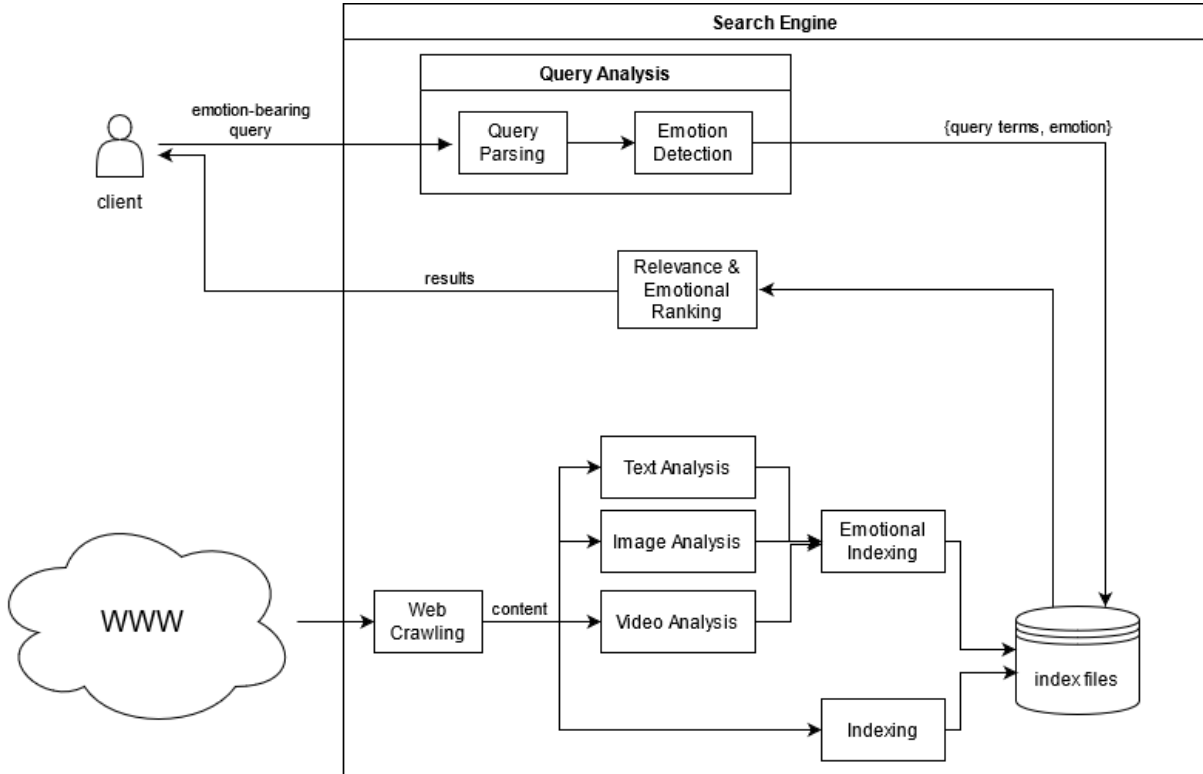 Search Engine
Query Analysis
emotion-bearing
query
Query
Parsing
Emotion
Detection
{query terms, emotion}
client
results
Relevance &
Emotional
Ranking
Text Analysis
Image Analysis
Emotional
Indexing
WWW
Web
Crawling
content
Video Analysis
index files
Indexing